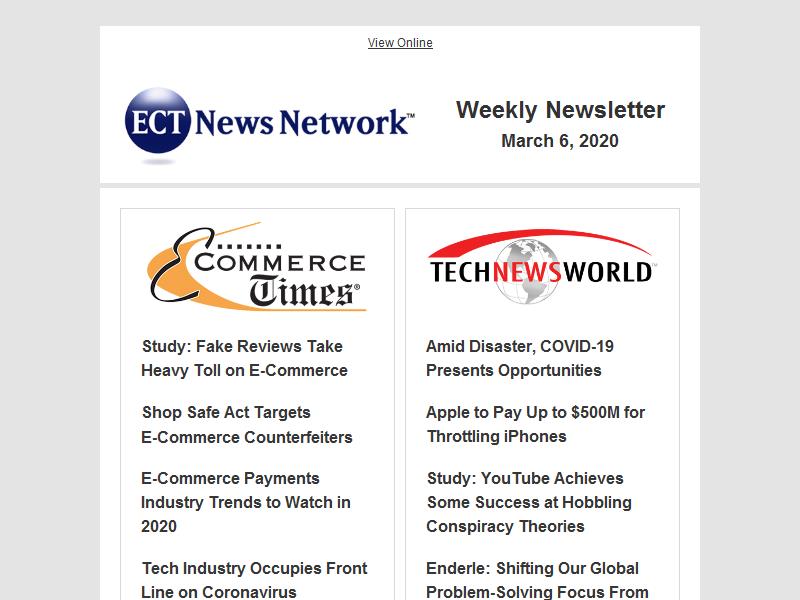 View Online
ECT News Network™
Weekly Newsletter
March 6, 2020
E-Commerce
Times®
TECHNEWSWORLD™
Study: Fake Reviews Take
Heavy Toll on E-Commerce
Shop Safe Act Targets
E-Commerce Counterfeiters
E-Commerce Payments
Industry Trends to Watch in
2020
Tech Industry Occupies Front
Line on Coronavirus
Amid Disaster, COVID-19
Presents Opportunities
Apple to Pay Up to $500M for
Throttling iPhones
Study: YouTube Achieves
Some Success at Hobbling
Conspiracy Theories
Enderle: Shifting Our Global
Problem-Solving Focus From